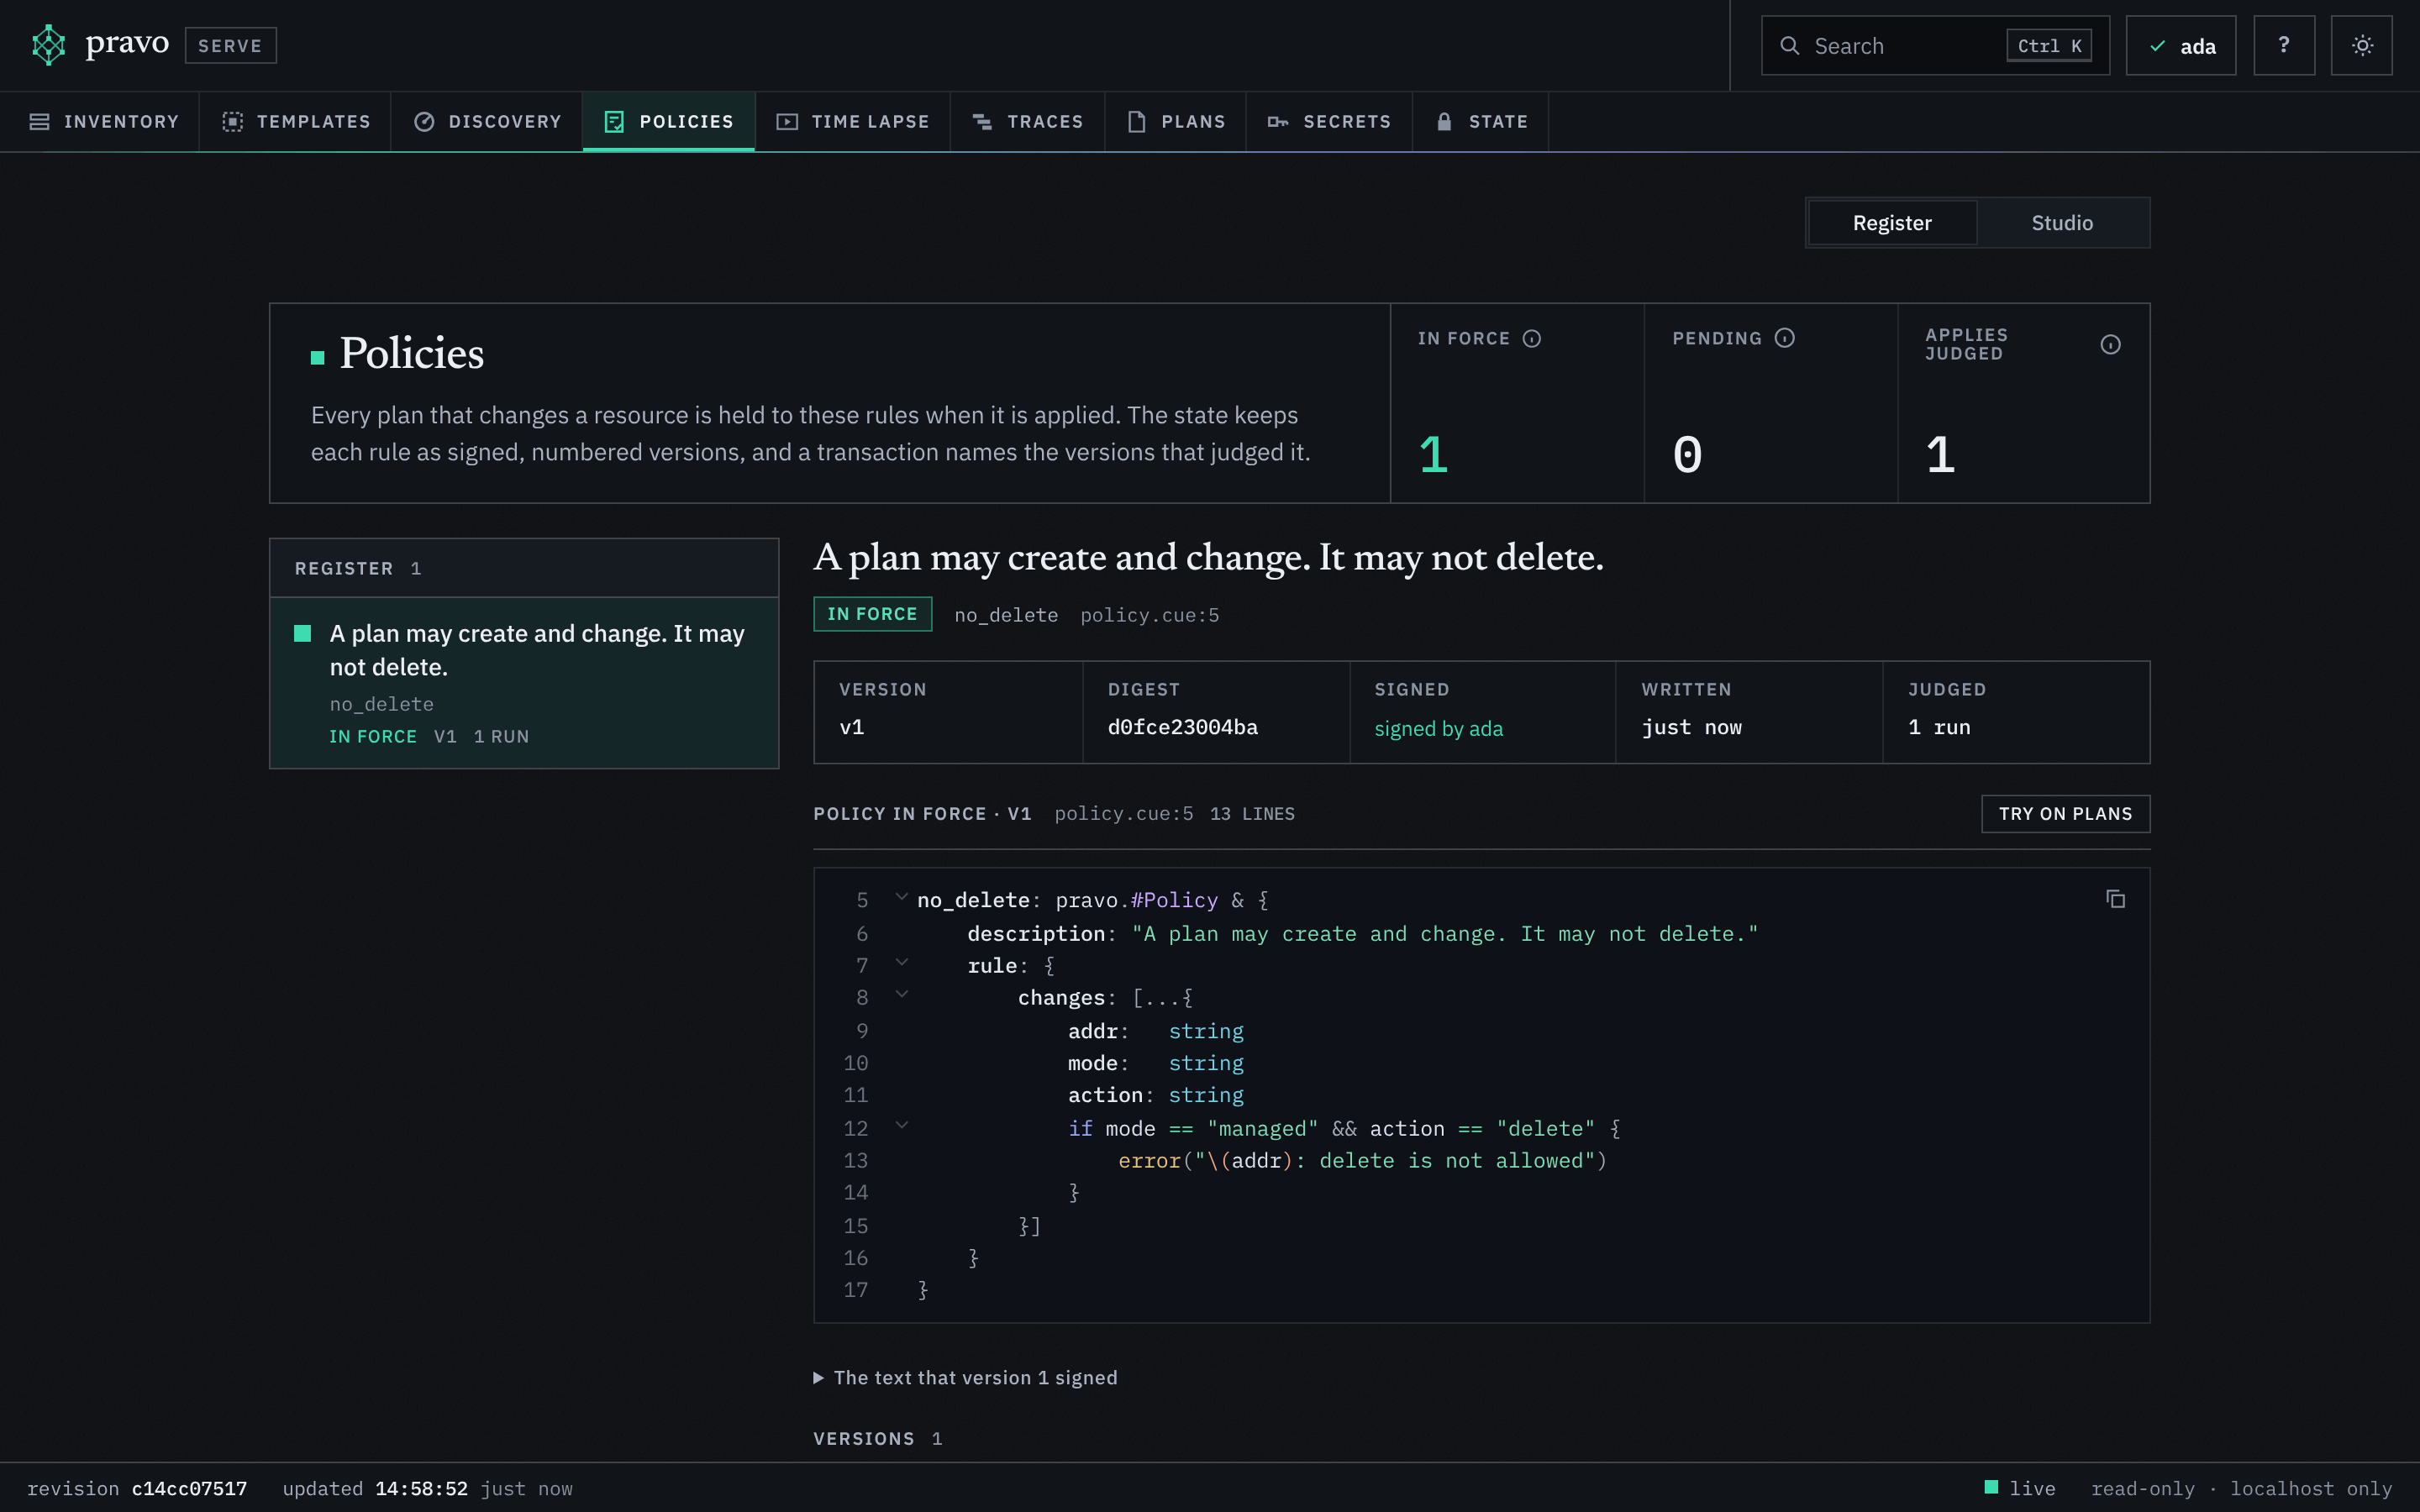 pravo SERVE
Search Ctrl K
ada
?
INVENTORY TEMPLATES DISCOVERY POLICIES TIME LAPSE TRACES PLANS SECRETS STATE
Register Studio
Policies
Every plan that changes a resource is held to these rules when it is applied. The state keeps
each rule as signed, numbered versions, and a transaction names the versions that judged it.
IN FORCE
1
PENDING
0
APPLIES
JUDGED
1
REGISTER 1
A plan may create and change. It may
not delete.
no_delete
IN FORCE V1 1 RUN
A plan may create and change. It may not delete.
IN FORCE no_delete policy.cue:5
VERSION DIGEST SIGNED WRITTEN JUDGED
v1 d0fce23004ba signed by ada just now 1 run
POLICY IN FORCE · V1 policy.cue:5 13 LINES TRY ON PLANS
5 no_delete: pravo.#Policy & {
6     description: "A plan may create and change. It may not delete."
7     rule: {
8         changes: [...{
9             addr:   string
10             mode:   string
11             action: string
12             if mode == "managed" && action == "delete" {
13                 error("\(addr): delete is not allowed")
14             }
15         }]
16     }
17 }
The text that version 1 signed
VERSIONS 1
revision c14cc07517 updated 14:58:52 just now
live read-only · localhost only